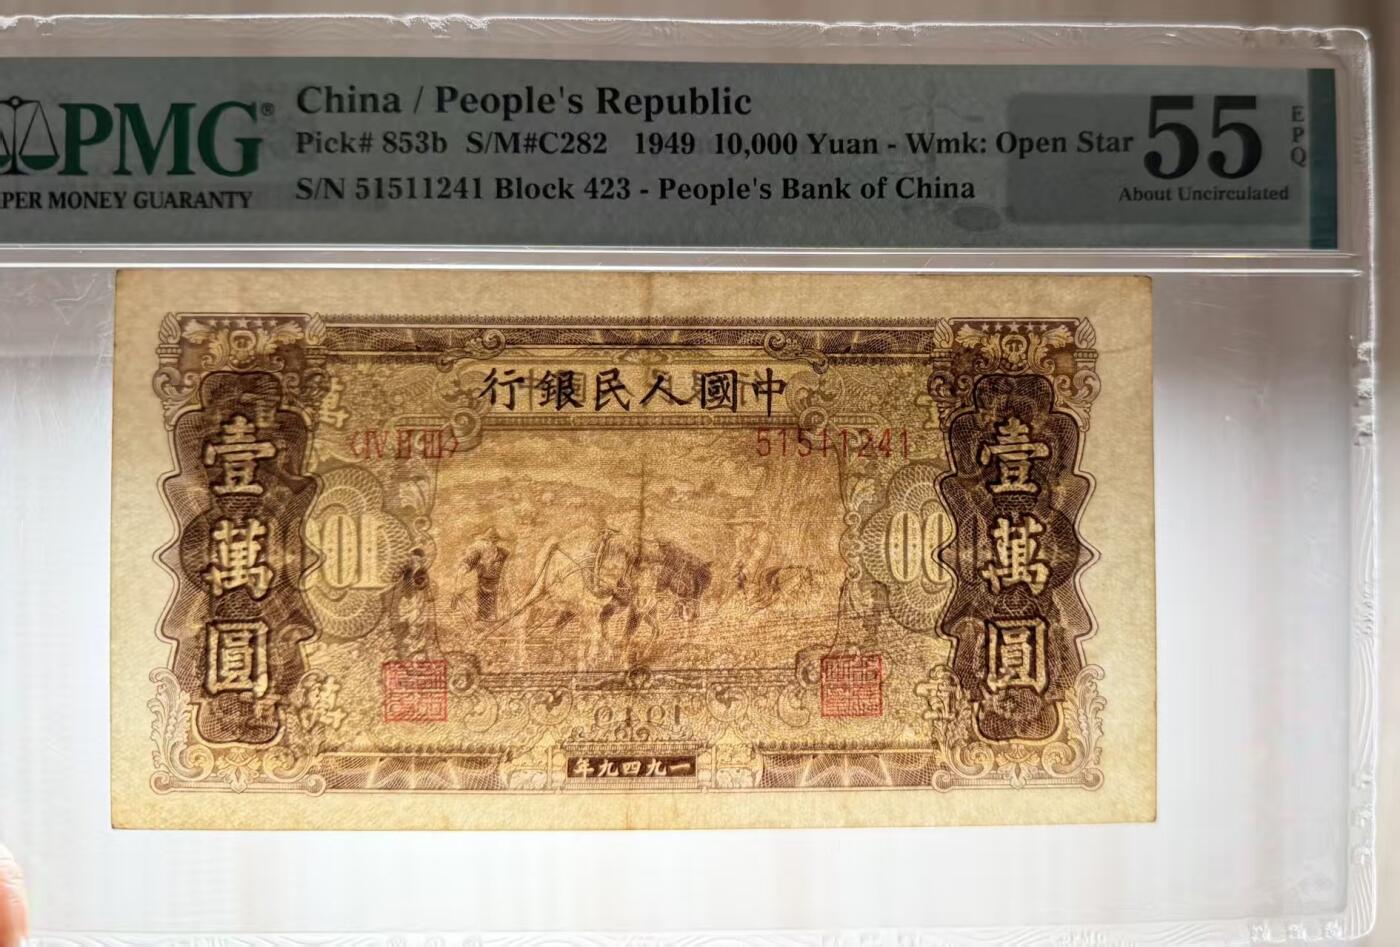 PMG®
PER MONEY GUARANTY
China / People's Republic
Pick# 853b S/M#C282 1949 10,000 Yuan - Wmk: Open Star
S/N 51511241 Block 423 - People's Bank of China
55
EPQ
About Uncirculated
行銀民人國中
〈IV II III〉
51511241
壹萬圓
壹萬圓
年九四九一